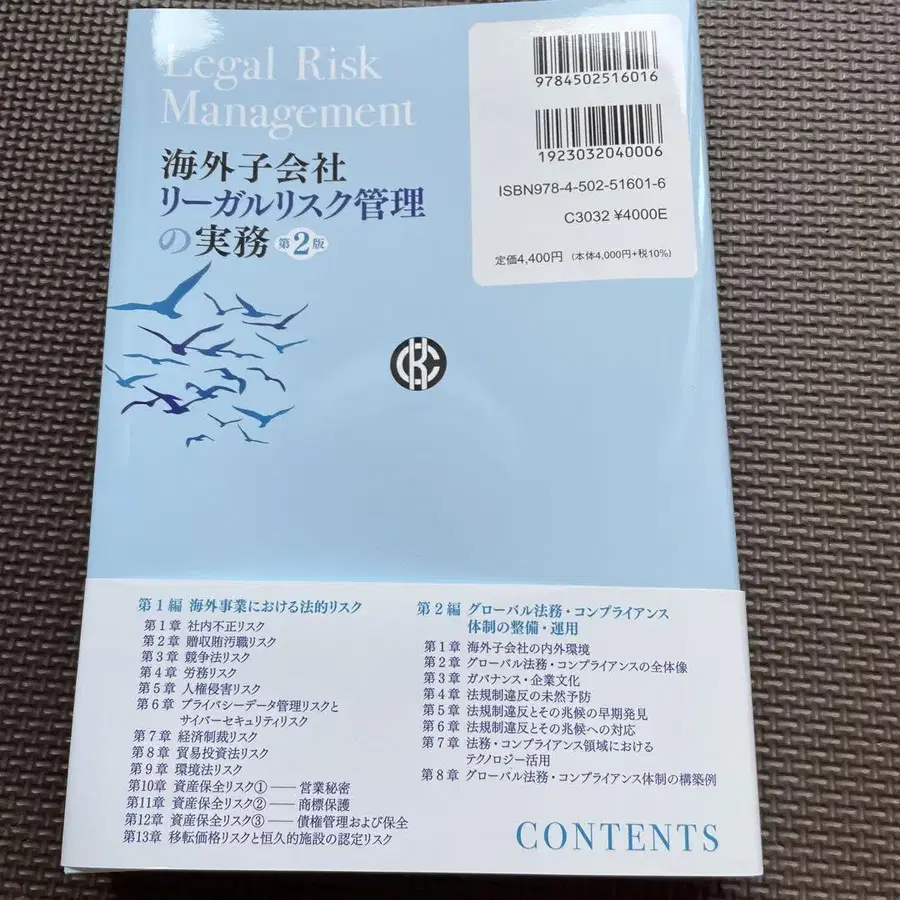 Legal Risk
Management
海外子会社
リーガルリスク管理
の実務 第2版
9784502516016
1923032040006
ISBN978-4-502-51601-6
C3032 ¥4000E
定価4,400円 (本体4,000円+税10%)
第1編 海外事業における法的リスク
第1章 社内不正リスク
第2章 贈収賄汚職リスク
第3章 競争法リスク
第4章 労務リスク
第5章 人権侵害リスク
第6章 プライバシーデータ管理リスクと
サイバーセキュリティリスク
第7章 経済制裁リスク
第8章 貿易投資法リスク
第9章 環境法リスク
第10章 資産保全リスク① ── 営業秘密
第11章 資産保全リスク② ── 商標保護
第12章 資産保全リスク③ ── 債権管理および保全
第13章 移転価格リスクと恒久的施設の認定リスク
第2編 グローバル法務・コンプライアンス
体制の整備・運用
第1章 海外子会社の内外環境
第2章 グローバル法務・コンプライアンスの全体像
第3章 ガバナンス・企業文化
第4章 法規制違反の未然予防
第5章 法規制違反とその兆候の早期発見
第6章 法規制違反とその兆候への対応
第7章 法務・コンプライアンス領域における
テクノロジー活用
第8章 グローバル法務・コンプライアンス体制の構築例
CONTENTS